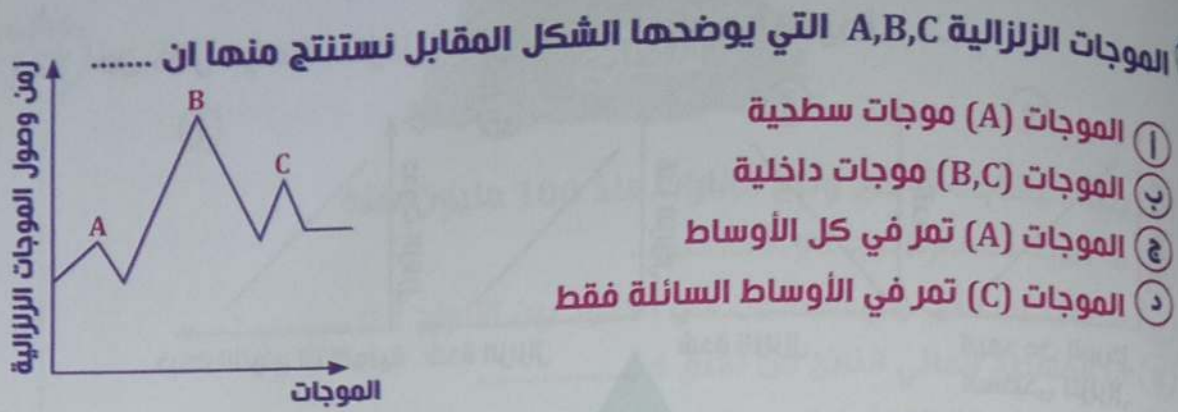 الموجات الزلزالية A,B,C التي يوضحها الشكل المقابل نستنتج منها ان .......
أ الموجات (A) موجات سطحية
ب الموجات (B,C) موجات داخلية
ج الموجات (A) تمر في كل الأوساط
د الموجات (C) تمر في الأوساط السائلة فقط
زمن وصول الموجات الزلزالية
A
B
C
الموجات